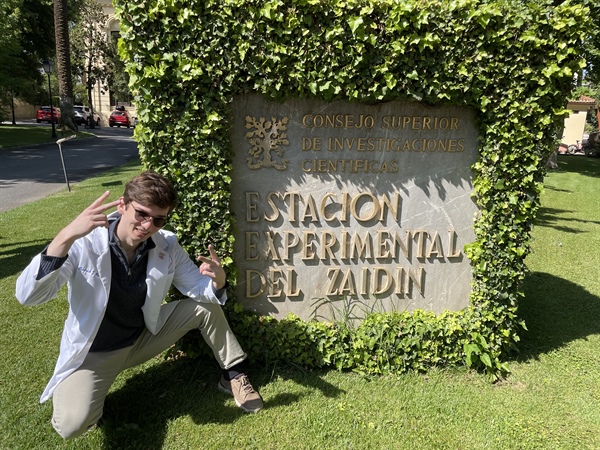 CONSEJO SUPERIOR
DE INVESTIGACIONES
CIENTIFICAS
ESTACION
EXPERIMENTAL
DEL ZAIDIN